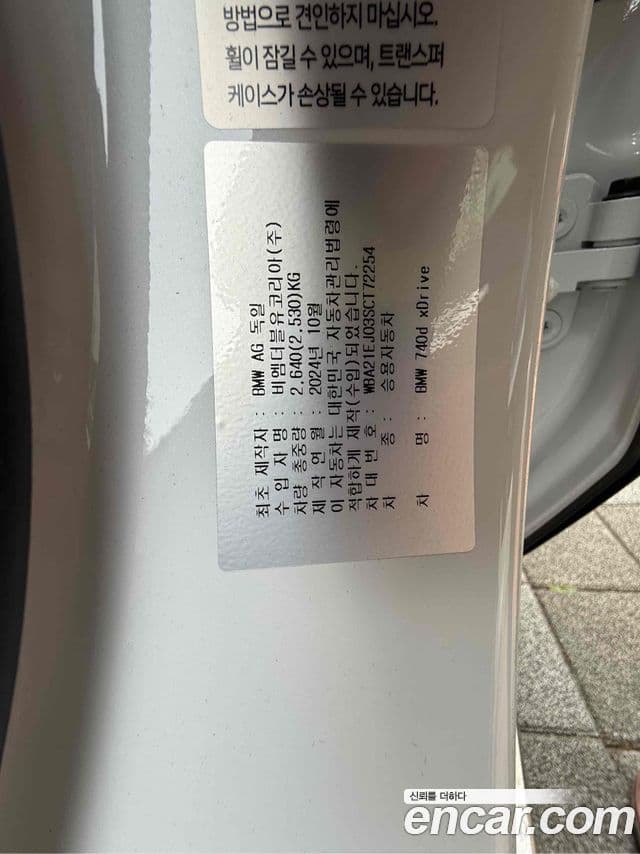 방법으로 견인하지 마십시오.
휠이 잠길 수 있으며, 트랜스퍼
케이스가 손상될 수 있습니다.
최초 제작자 : BMW AG 독일
수 입 자 명 : 비엠더블유코리아(주)
차량 총중량 : 2,640(2,530)KG
제 작 연 월 : 2024년 10월
이 자동차는 대한민국 자동차관리법령에
적합하게 제작(수입)되었습니다.
차 대 번 호 : WBA21EJ03SCT72254
차 종 : 승용자동차
차 명 : BMW 740d xDrive
신뢰를 더하다
encar.com